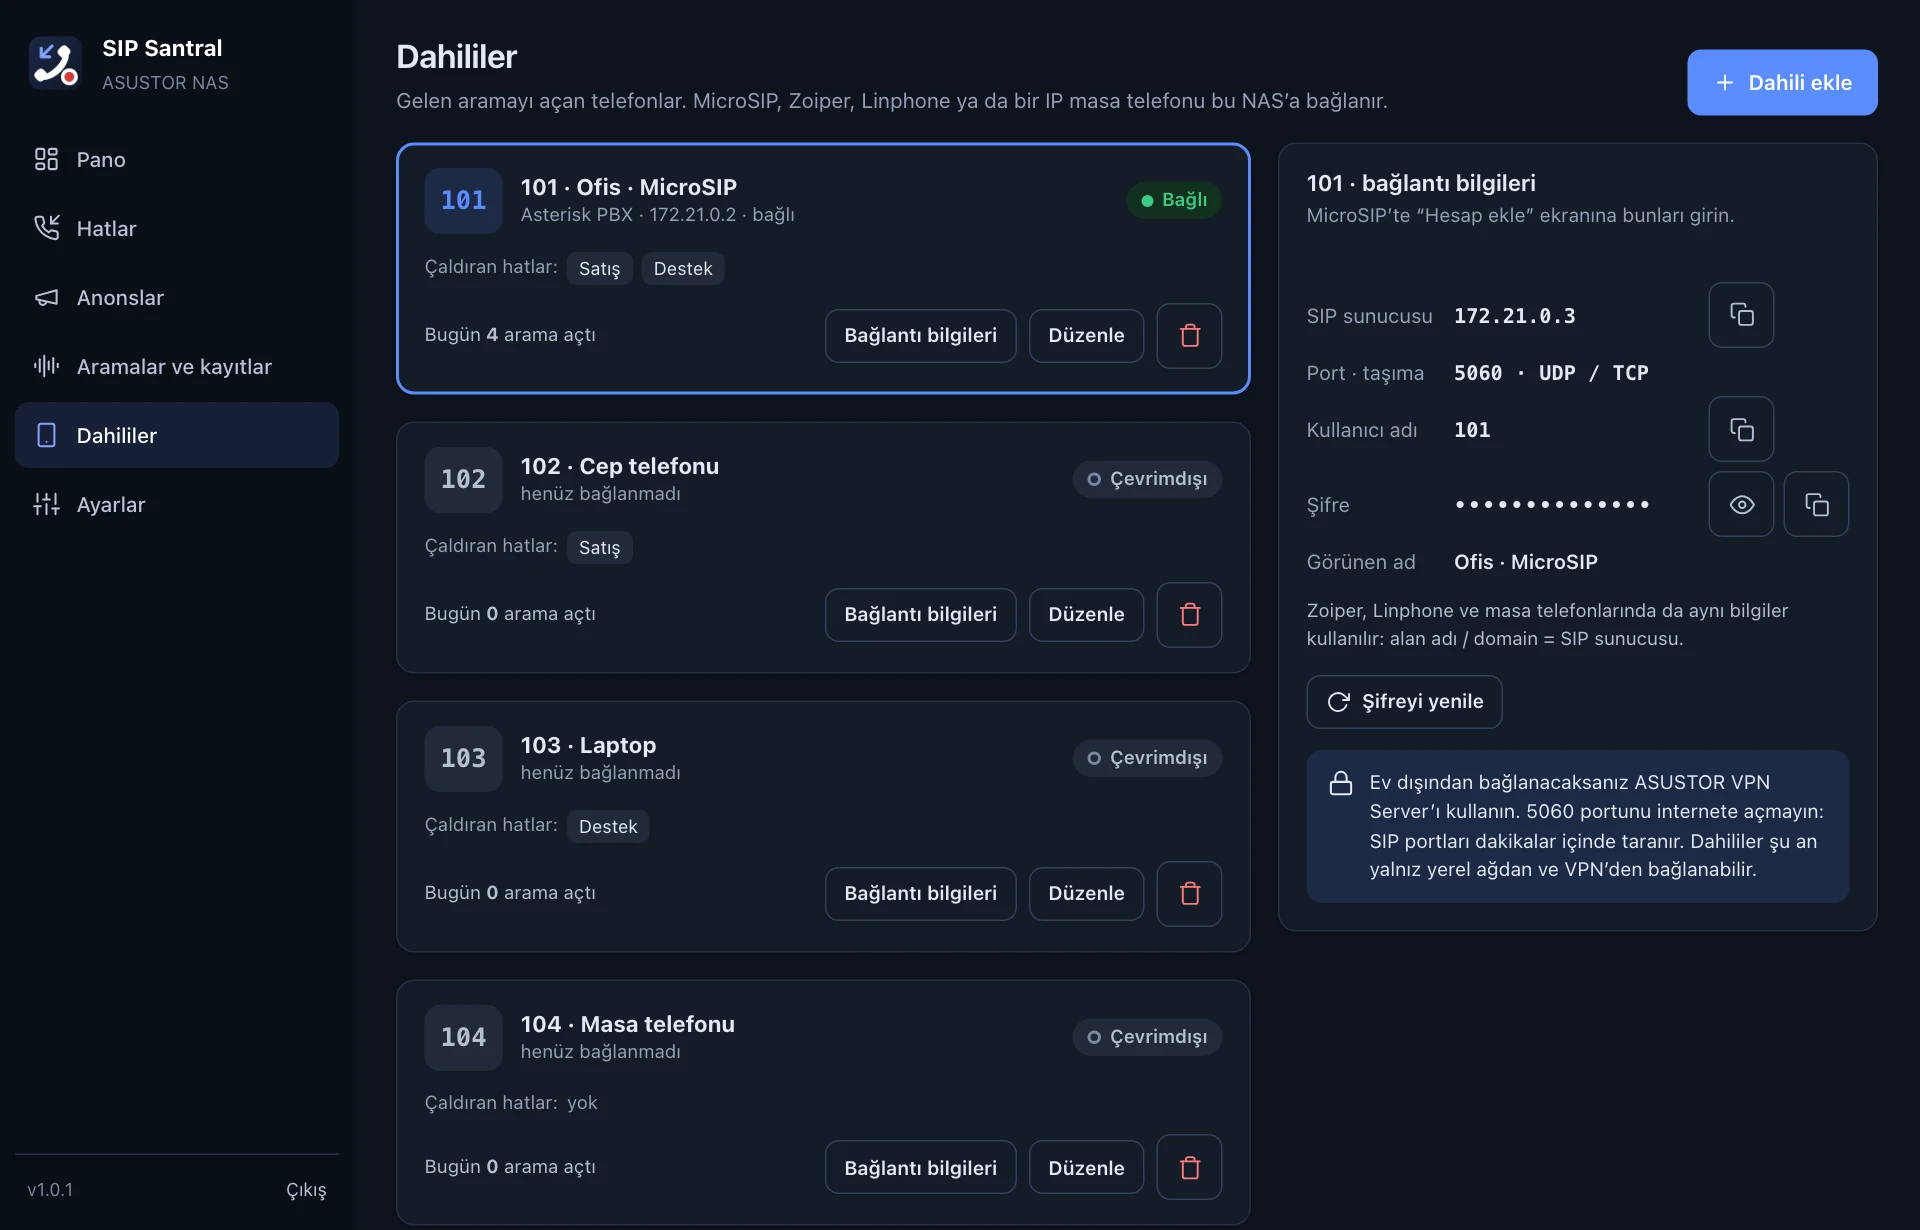 SIP Santral
ASUSTOR NAS
Pano
Hatlar
Anonslar
Aramalar ve kayıtlar
Dahililer
Ayarlar
v1.0.1
Çıkış
Dahililer
Gelen aramayı açan telefonlar. MicroSIP, Zoiper, Linphone ya da bir IP masa telefonu bu NAS’a bağlanır.
+ Dahili ekle
101
101 · Ofis · MicroSIP
Asterisk PBX · 172.21.0.2 · bağlı
Bağlı
Çaldıran hatlar: Satış Destek
Bugün 4 arama açtı
Bağlantı bilgileri
Düzenle
102
102 · Cep telefonu
henüz bağlanmadı
Çevrimdışı
Çaldıran hatlar: Satış
Bugün 0 arama açtı
Bağlantı bilgileri
Düzenle
103
103 · Laptop
henüz bağlanmadı
Çevrimdışı
Çaldıran hatlar: Destek
Bugün 0 arama açtı
Bağlantı bilgileri
Düzenle
104
104 · Masa telefonu
henüz bağlanmadı
Çevrimdışı
Çaldıran hatlar: yok
Bugün 0 arama açtı
Bağlantı bilgileri
Düzenle
101 · bağlantı bilgileri
MicroSIP’te “Hesap ekle” ekranına bunları girin.
SIP sunucusu 172.21.0.3
Port · taşıma 5060 · UDP / TCP
Kullanıcı adı 101
Şifre ••••••••••••••
Görünen ad Ofis · MicroSIP
Zoiper, Linphone ve masa telefonlarında da aynı bilgiler
kullanılır: alan adı / domain = SIP sunucusu.
Şifreyi yenile
Ev dışından bağlanacaksanız ASUSTOR VPN
Server’ı kullanın. 5060 portunu internete açmayın:
SIP portları dakikalar içinde taranır. Dahililer şu an
yalnız yerel ağdan ve VPN’den bağlanabilir.